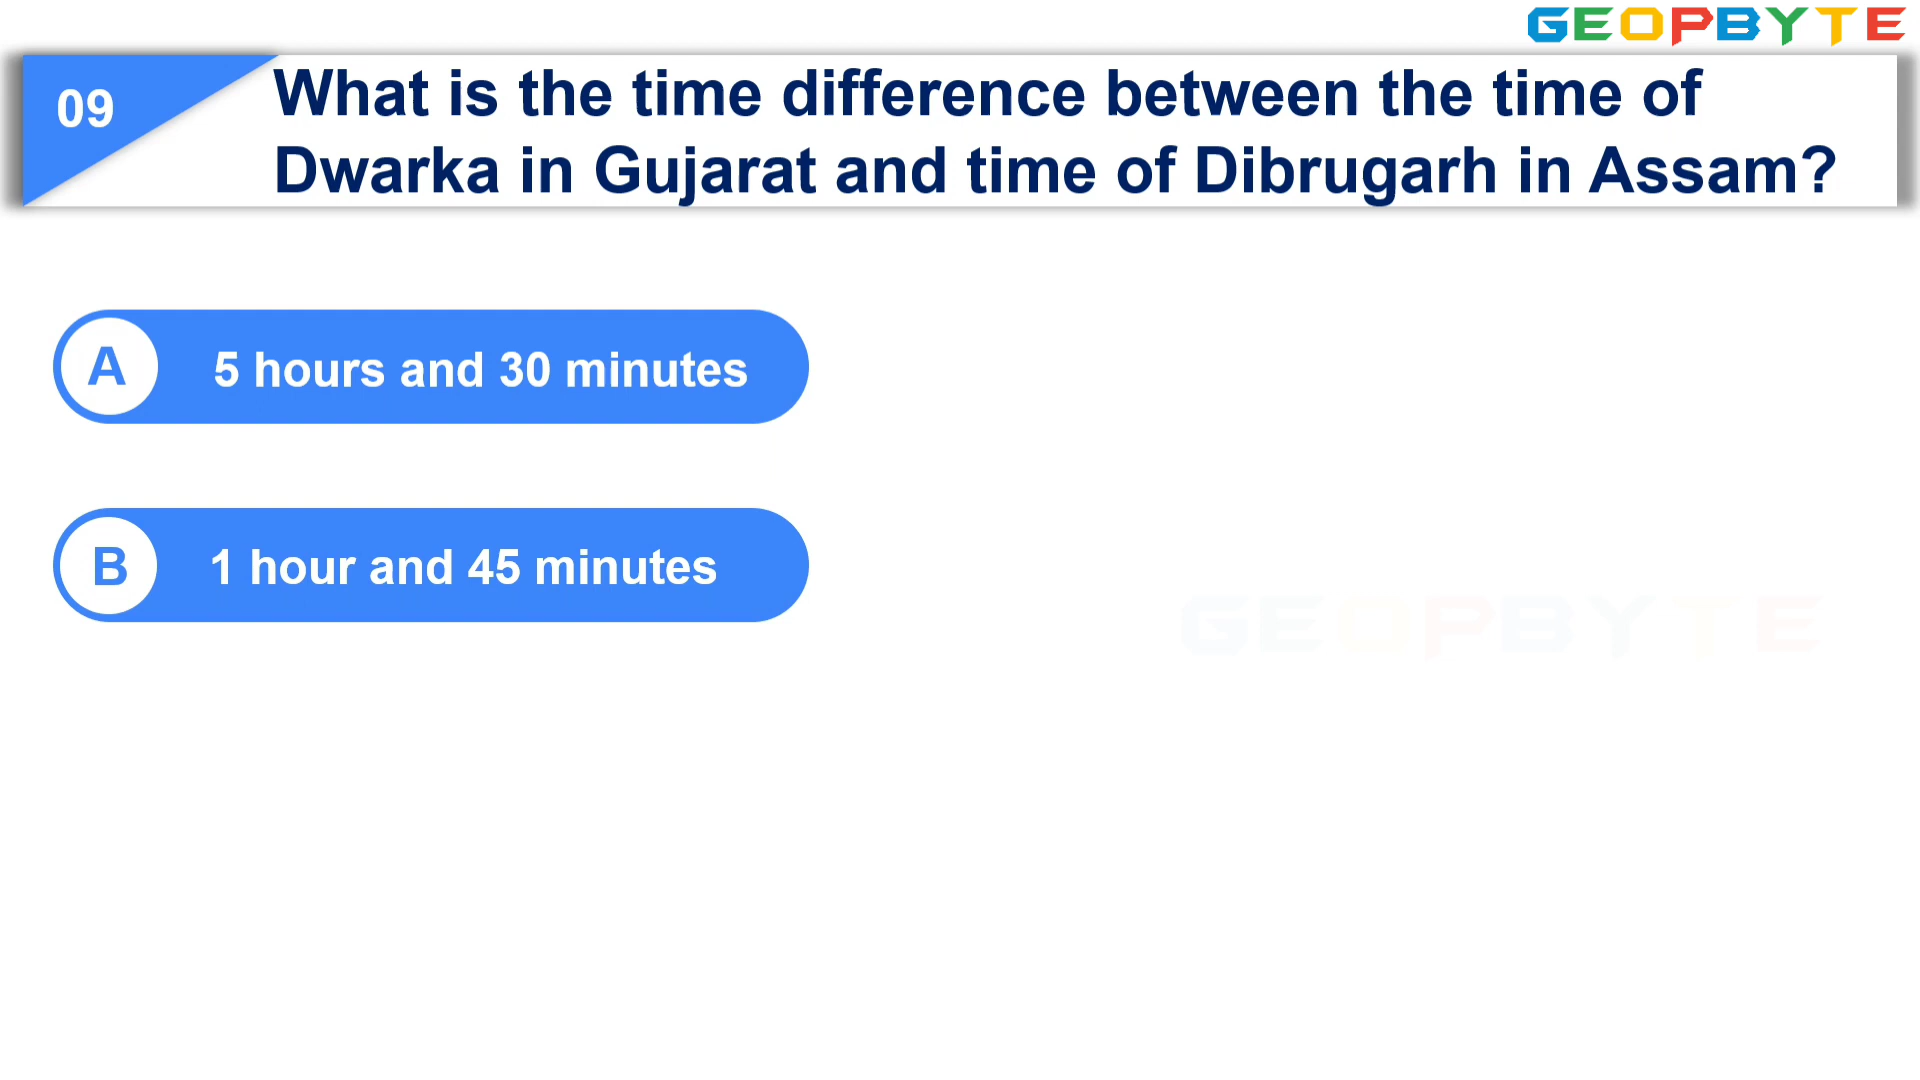 GEOPBYTE
09
What is the time difference between the time of
Dwarka in Gujarat and time of Dibrugarh in Assam?
A 5 hours and 30 minutes
B 1 hour and 45 minutes
GEOPBYTE